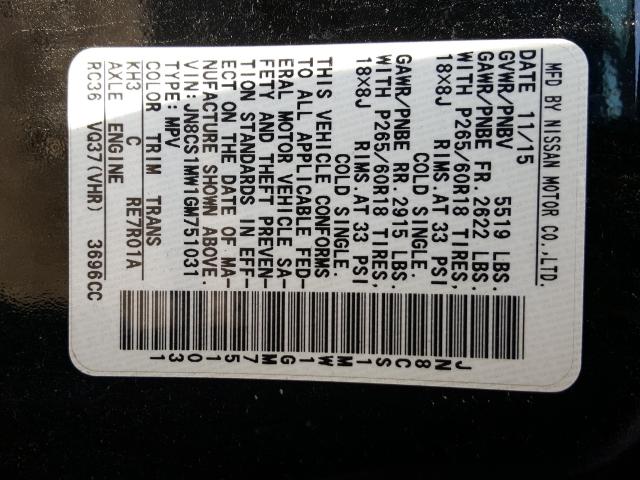 MFD BY NISSAN MOTOR CO.,LTD.
DATE 11/15
GVWR/PNBV 5519 LBS.
GAWR/PNBE FR.2622 LBS.
WITH P265/60R18 TIRES,
18X8J RIMS.AT 33 PSI
COLD SINGLE.
GAWR/PNBE RR.2915 LBS.
WITH P265/60R18 TIRES,
18X8J RIMS.AT 33 PSI
COLD SINGLE.
THIS VEHICLE CONFORMS
TO ALL APPLICABLE FED-
ERAL MOTOR VEHICLE SA-
FETY AND THEFT PREVEN-
TION STANDARDS IN EFF-
ECT ON THE DATE OF MA-
NUFACTURE SHOWN ABOVE.
VIN:JN8CS1MW1GM751031
TYPE:MPV
COLOR TRIM TRANS
KH3 C RE7R01A
AXLE ENGINE
RC36 VQ37(VHR) 3696CC
JN8CS1MW1GM751031